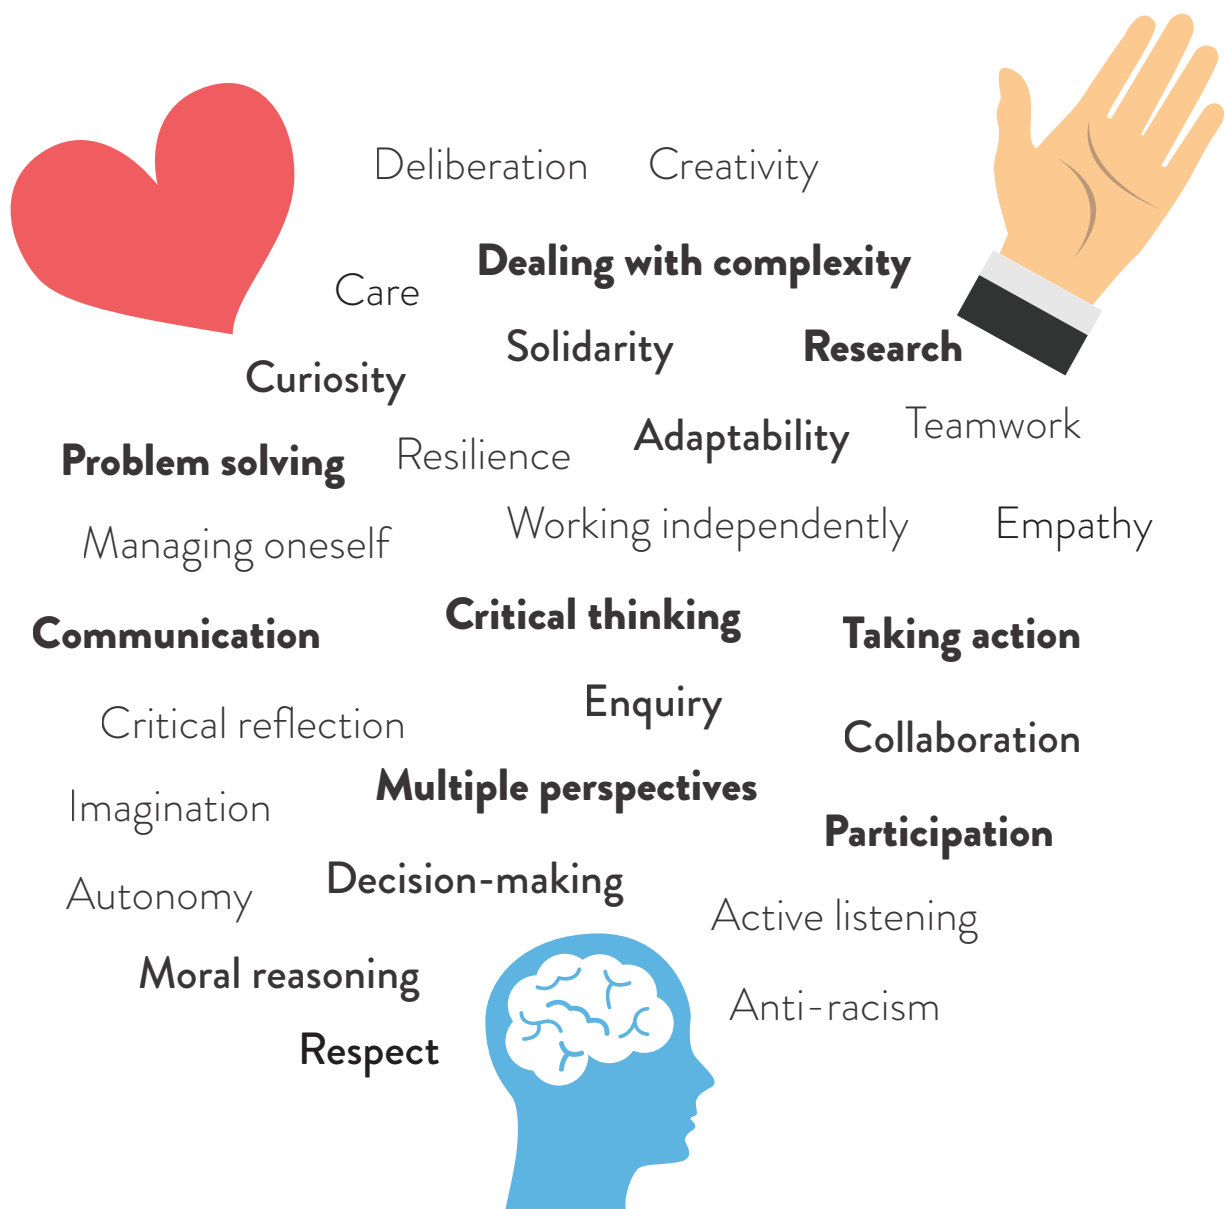 Deliberation Creativity
Dealing with complexity
Care
Solidarity Research
Curiosity
Adaptability Teamwork
Problem solving Resilience
Working independently Empathy
Managing oneself
Critical thinking
Communication Taking action
Enquiry
Critical reflection Collaboration
Multiple perspectives
Imagination
Participation
Decision-making
Autonomy
Active listening
Moral reasoning
Anti-racism
Respect